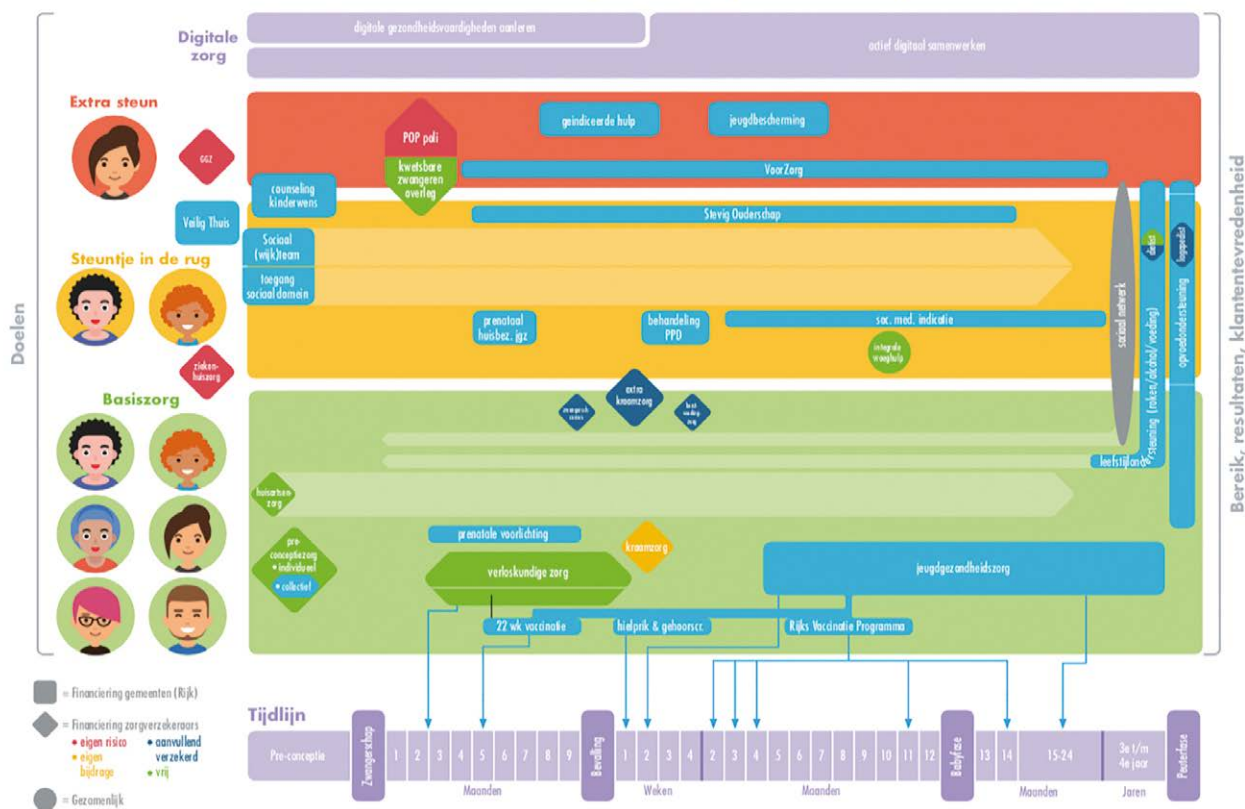 Digitale
zorg
digitale gezondheidsvaardigheden aanleren
actief digitaal samenwerken
Doelen
Bereik, resultaten, klantentevredenheid
Extra steun
GGZ
POP poli
kwetsbare
zwangeren
overleg
geïndiceerde hulp
jeugdbescherming
VoorZorg
counseling
kinderwens
Veilig Thuis
Stevig Ouderschap
Sociaal
(wijk)team
toegang
sociaal domein
Steuntje in de rug
prenataal
huisbez. jgz
behandeling
PPD
soc. med. indicatie
integrale
vroeghulp
sociaal netwerk
diëtist
logopedist
opvoedondersteuning
zieken-
huiszorg
Basiszorg
extra
kraamzorg
leefstijlonder
steuning (roken/alcohol/voeding)
huisartsen-
zorg
pre-
conceptiezorg
• individueel
• collectief
prenatale voorlichting
verloskundige zorg
kraamzorg
jeugdgezondheidszorg
22 wk vaccinatie
hielprik & gehoorscr.
Rijks Vaccinatie Programma
= Financiering gemeenten (Rijk)
= Financiering zorgverzekeraars
• eigen risico
• eigen
bijdrage
• aanvullend
verzekerd
• vrij
= Gezamenlijk
Tijdlijn
Pre-conceptie
Zwangerschap
1 2 3 4 5 6 7 8 9
Maanden
Bevalling
1 2 3 4
Weken
2 3 4 5 6 7 8 9 10 11 12
Maanden
Babyfase
13 14 15-24
Maanden
3e t/m
4e jaar
Jaren
Peuterfase